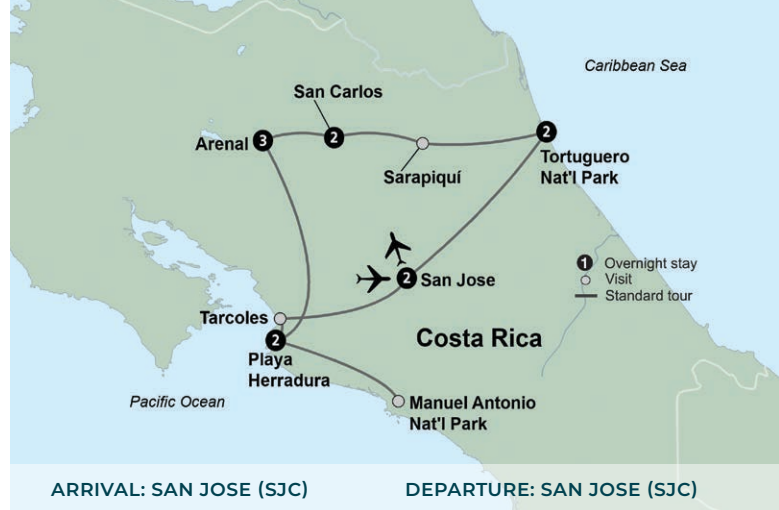 Caribbean Sea
San Carlos
2
Arenal 3
2
Tortuguero
Nat'l Park
Sarapiquí
1 Overnight stay
Visit
Standard tour
2 San Jose
Tarcoles
2
Playa
Herradura
Costa Rica
Pacific Ocean
Manuel Antonio
Nat'l Park
ARRIVAL: SAN JOSE (SJC)
DEPARTURE: SAN JOSE (SJC)